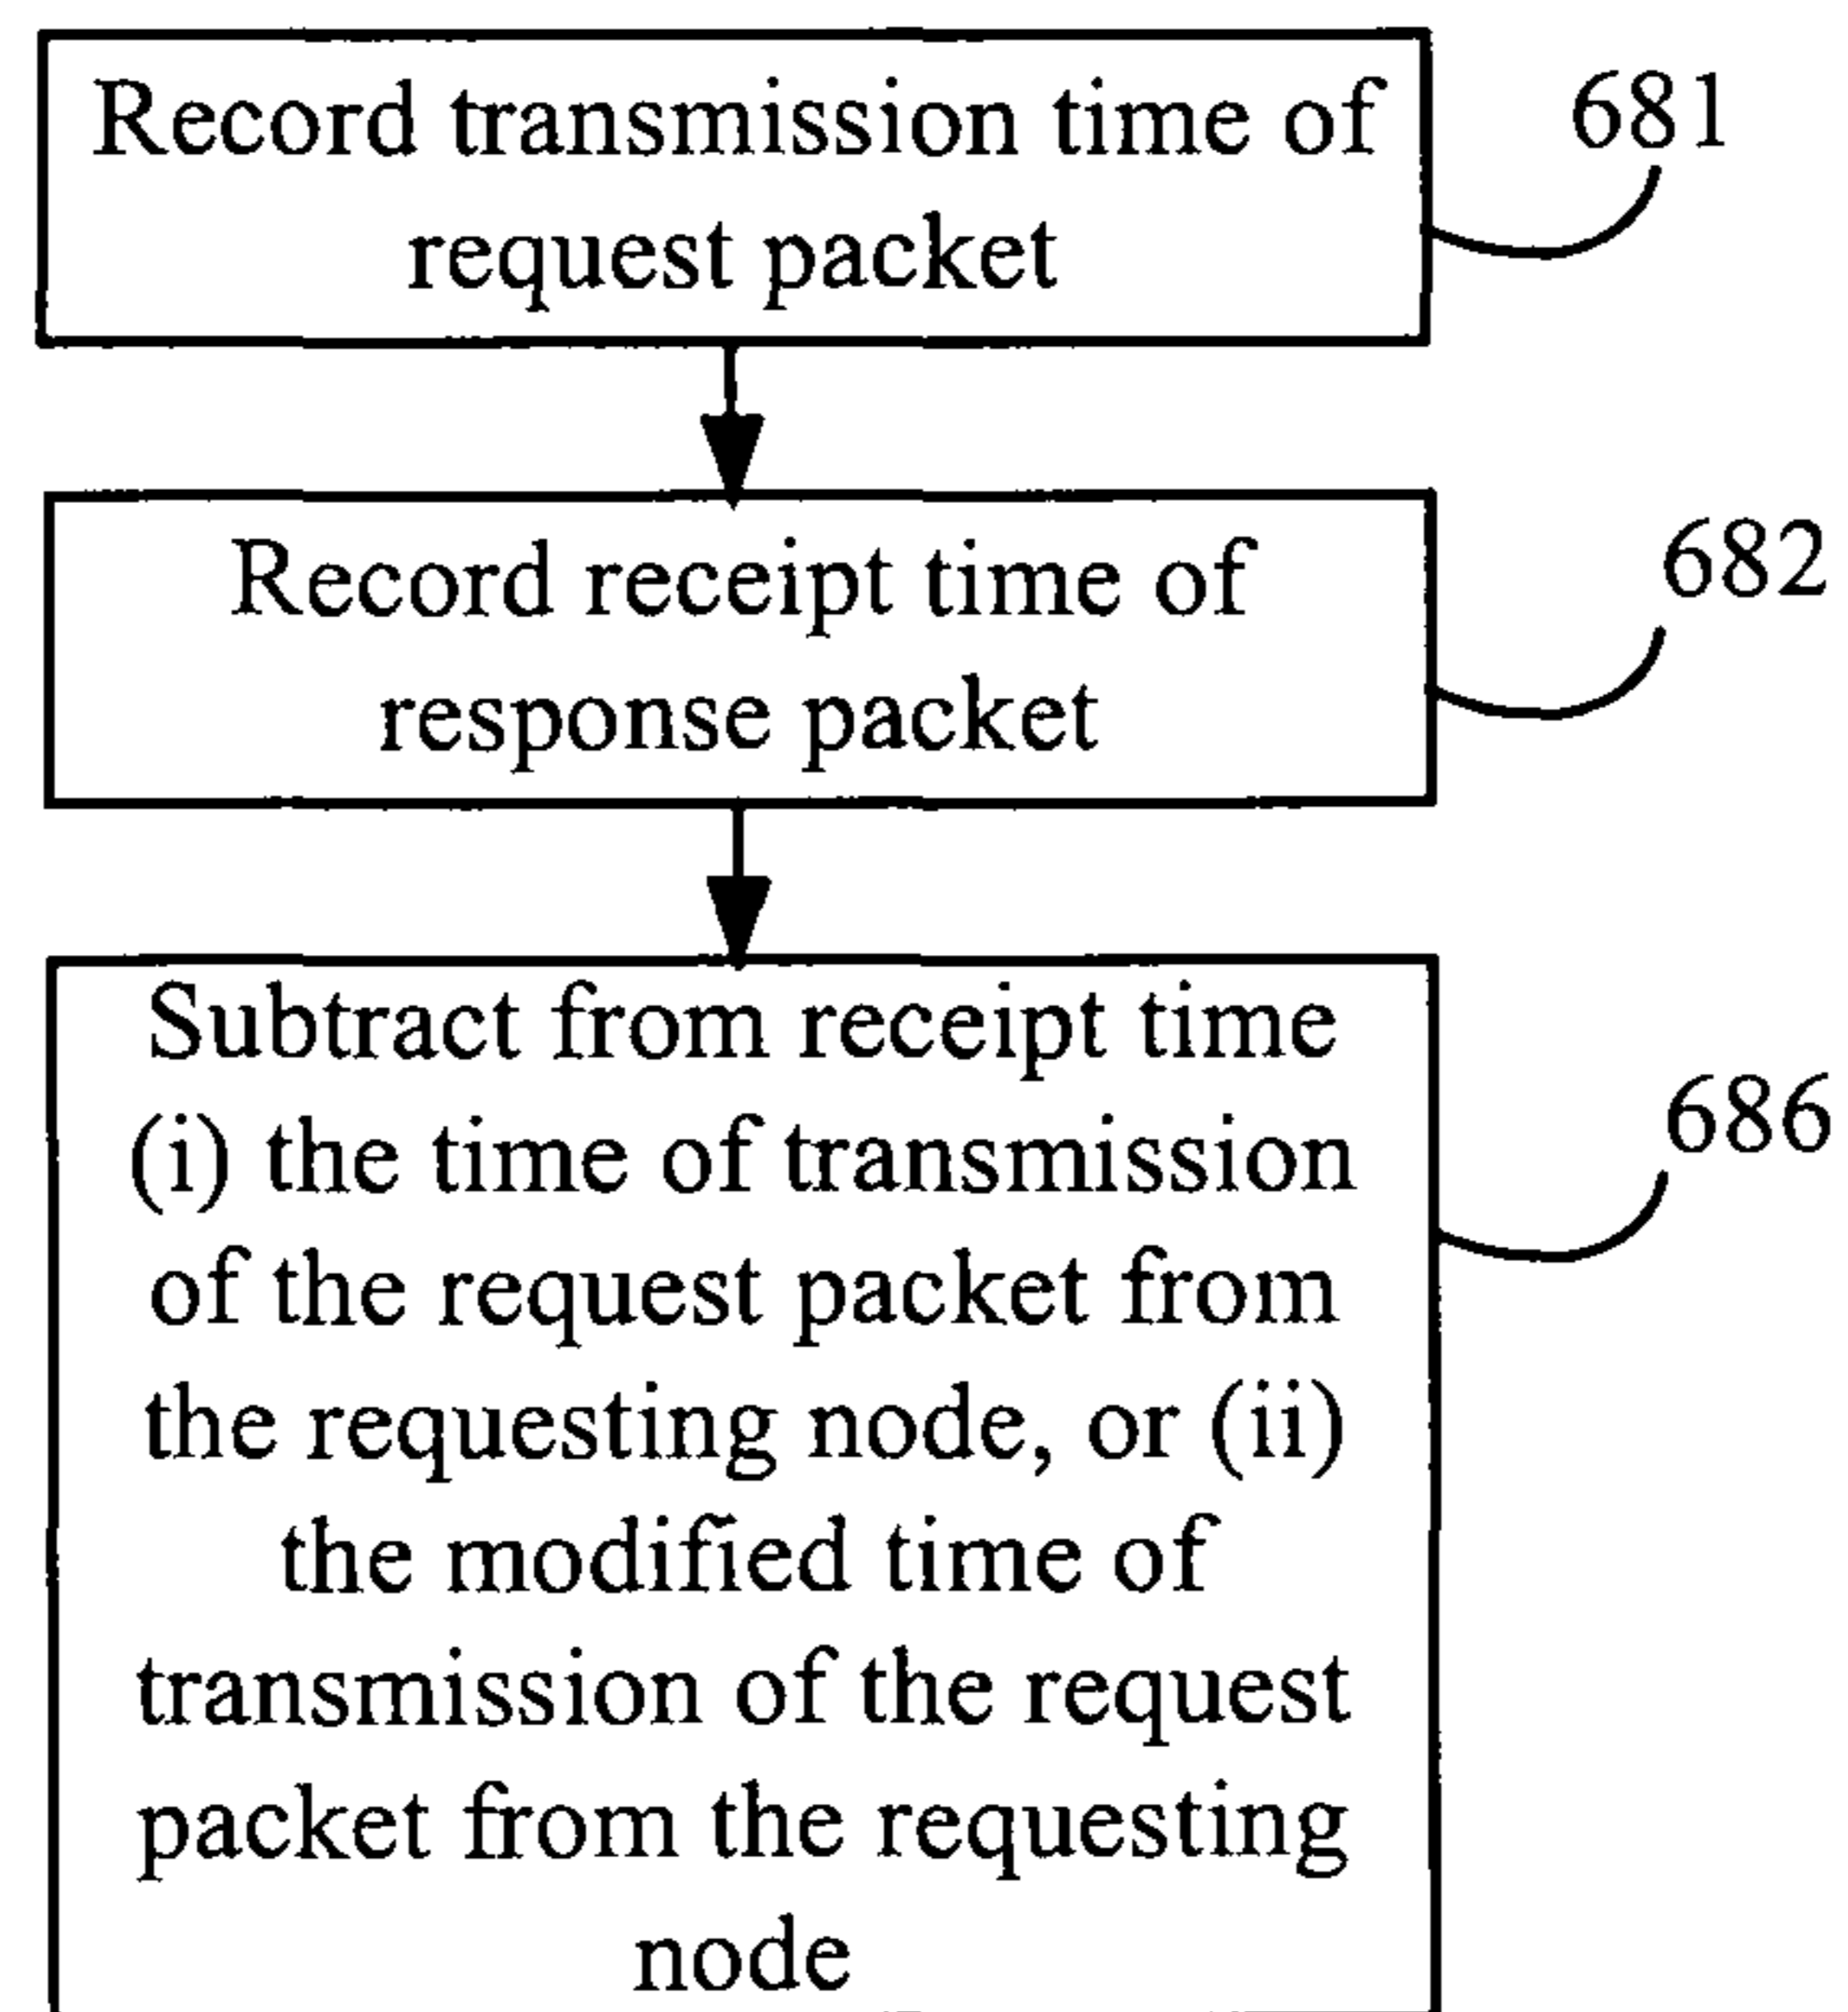 Record transmission time of
request packet
681
Record receipt time of
response packet
682
Subtract from receipt time
(i) the time of transmission
of the request packet from
the requesting node, or (ii)
the modified time of
transmission of the request
packet from the requesting
node
686